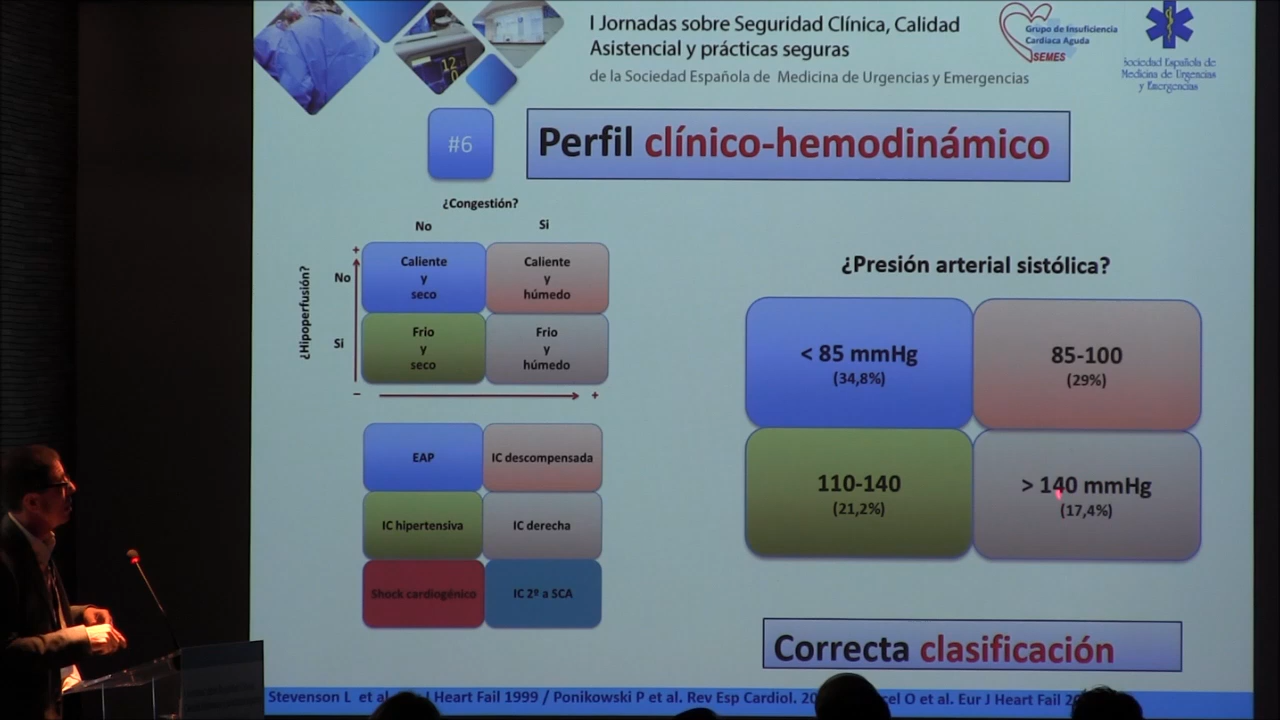 I Jornadas sobre Seguridad Clínica, Calidad
Asistencial y prácticas seguras
de la Sociedad Española de Medicina de Urgencias y Emergencias
Grupo de Insuficiencia
Cardiaca Aguda
SEMES
Sociedad Española de
Medicina de Urgencias
y Emergencias
12
0
#6
Perfil clínico-hemodinámico
¿Congestión?
No
Si
¿Hipoperfusión?
+
No
Si
Caliente
y
seco
Caliente
y
húmedo
Frio
y
seco
Frio
y
húmedo
−
+
EAP
IC descompensada
IC hipertensiva
IC derecha
Shock cardiogénico
IC 2º a SCA
¿Presión arterial sistólica?
< 85 mmHg
(34,8%)
85-100
(29%)
110-140
(21,2%)
> 140 mmHg
(17,4%)
Correcta clasificación
Stevenson L et J Heart Fail 1999 / Ponikowski P et al. Rev Esp Cardiol. O et al. Eur J Heart Fail